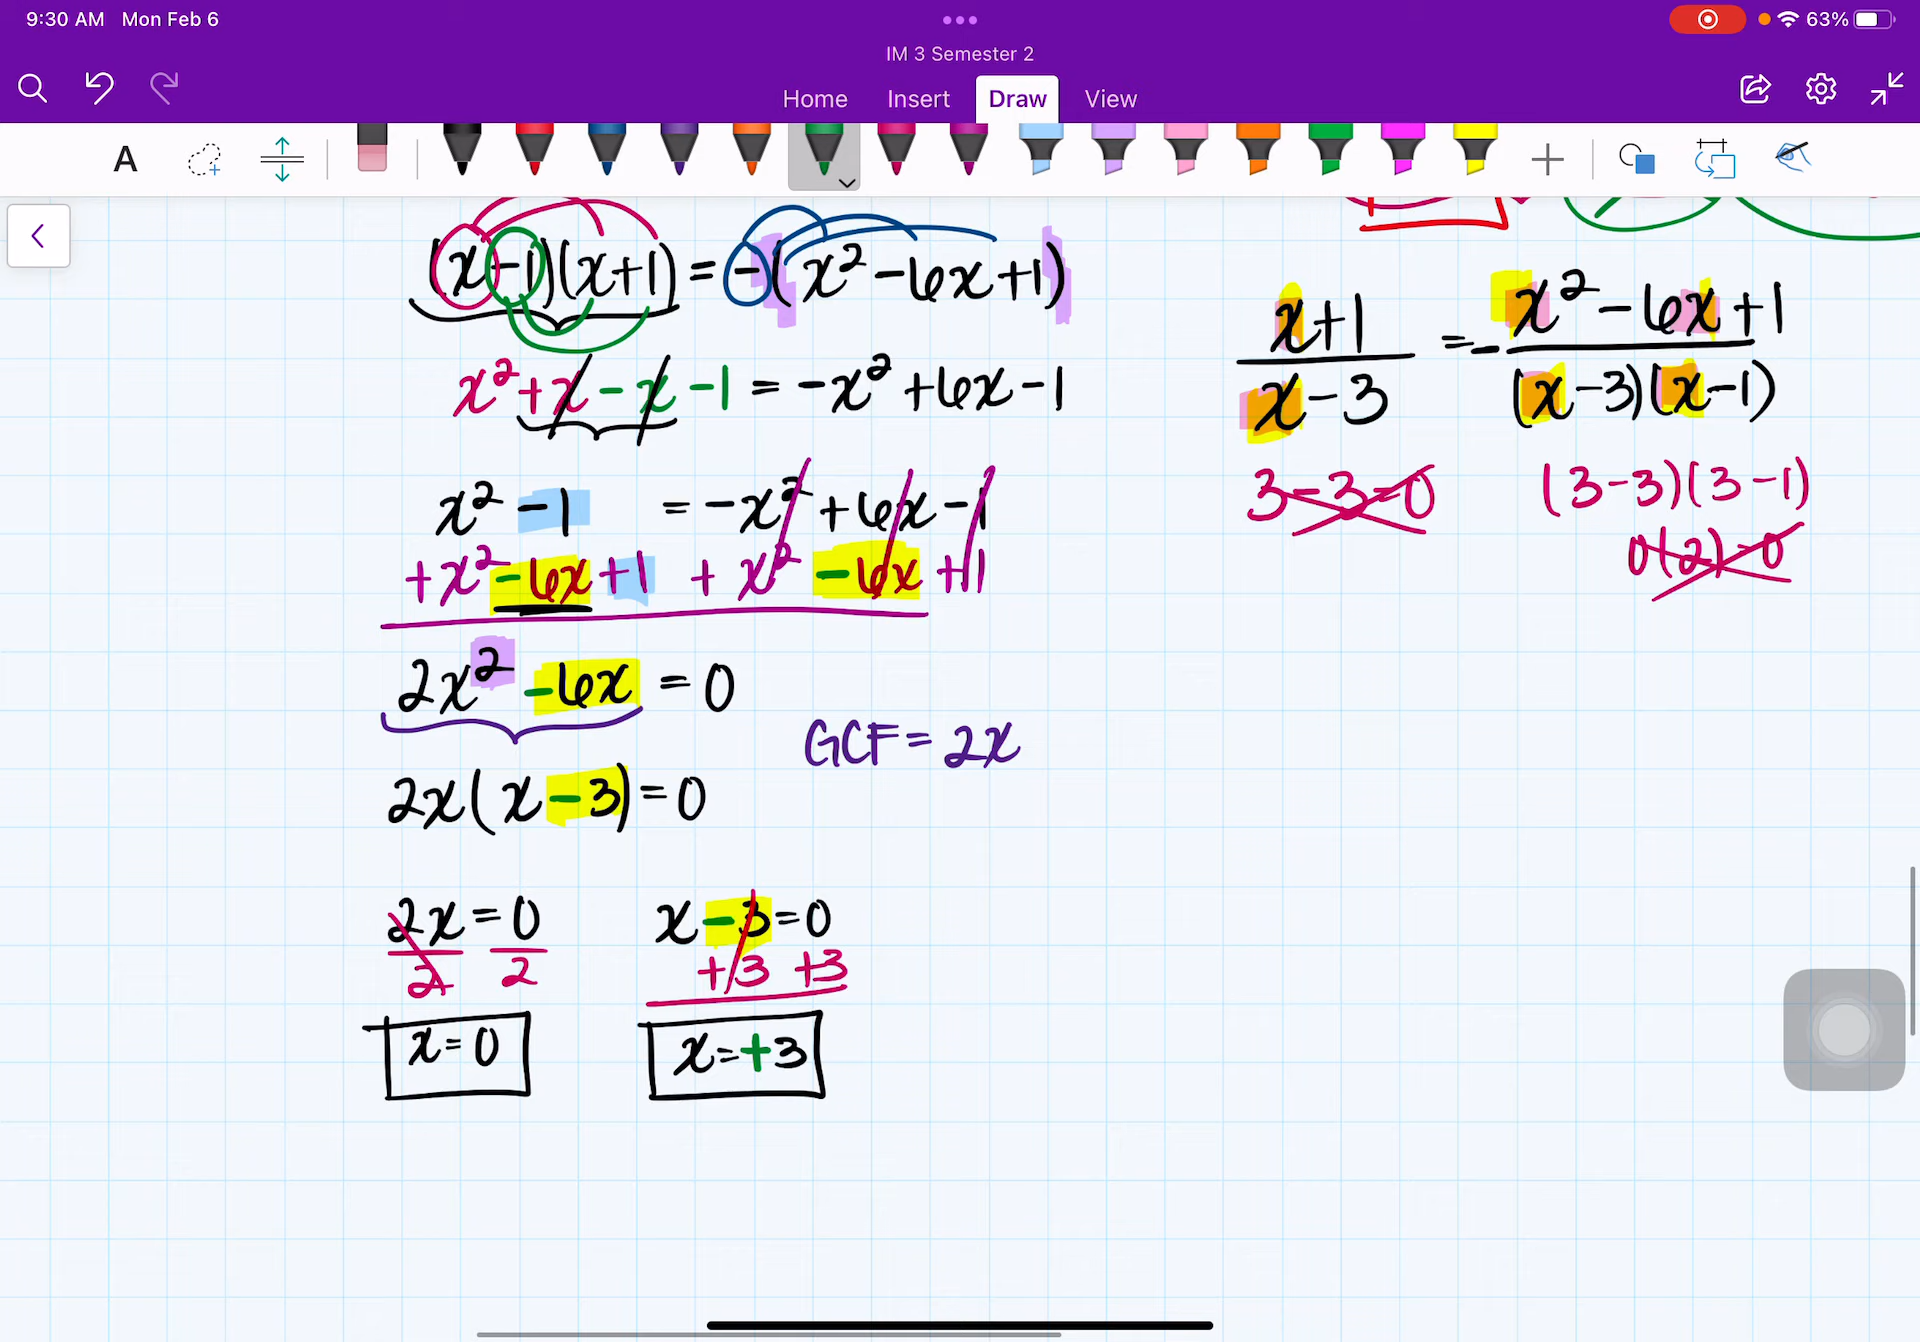 9:30 AM Mon Feb 6
63%
IM 3 Semester 2
Home Insert Draw View
A
(x-1)(x+1) = -(x² -6x+1)
x² +x -x -1 = -x² +6x-1
x² -1 = -x² +6x-1
+x² -6x+1 + x² -6x +1
2x² -6x = 0
GCF = 2x
2x(x-3)=0
2x=0
2 2
x=0
x-3=0
+3 +3
x=+3
x+1 = - x² -6x+1
x-3 (x-3)(x-1)
3-3=0 (3-3)(3-1)
0(2)=0